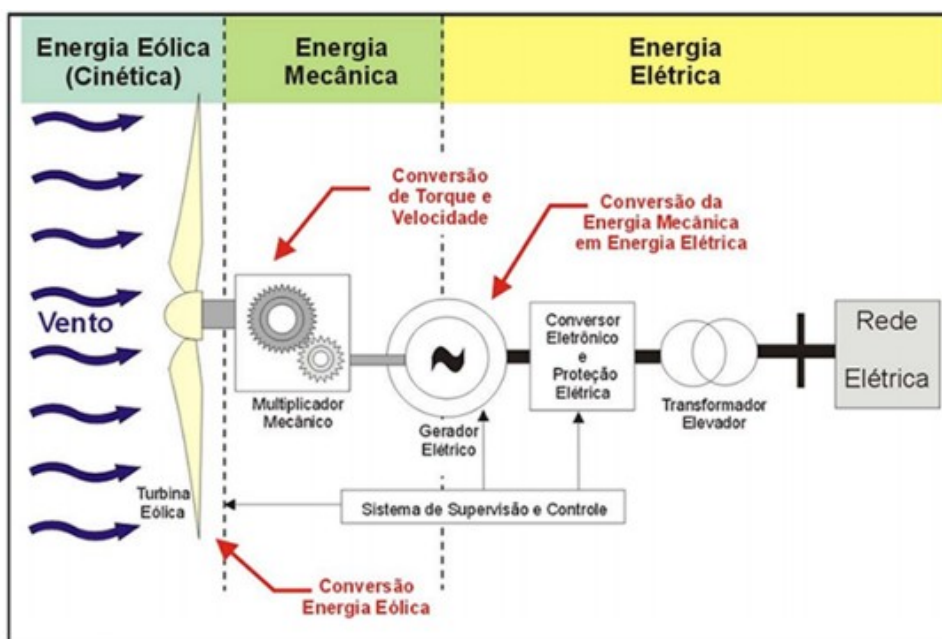 Energia Eólica
(Cinética)
Energia
Mecânica
Energia
Elétrica
Conversão
de Torque e
Velocidade
Conversão da
Energia Mecânica
em Energia Elétrica
Vento
Multiplicador
Mecânico
Gerador
Elétrico
Conversor
Eletrônico
e
Proteção
Elétrica
Transformador
Elevador
Rede
Elétrica
Turbina
Eólica
Sistema de Supervisão e Controle
Conversão
Energia Eólica